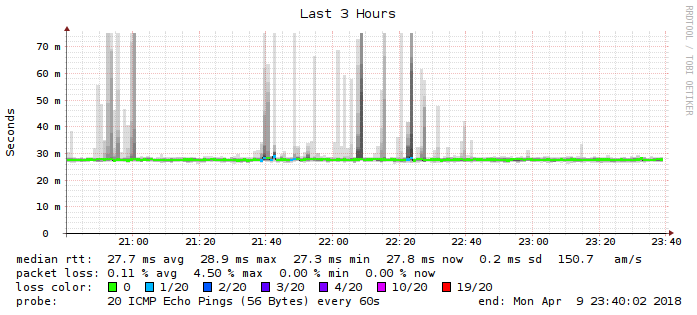 Last 3 Hours
RRDTOOL / TOBI OETIKER
Seconds
70 m
60 m
50 m
40 m
30 m
20 m
10 m
0
21:00 21:20 21:40 22:00 22:20 22:40 23:00 23:20 23:40
median rtt: 27.7 ms avg 28.9 ms max 27.3 ms min 27.8 ms now 0.2 ms sd 150.7 am/s
packet loss: 0.11 % avg 4.50 % max 0.00 % min 0.00 % now
loss color: 0 1/20 2/20 3/20 4/20 10/20 19/20
probe: 20 ICMP Echo Pings (56 Bytes) every 60s end: Mon Apr 9 23:40:02 2018